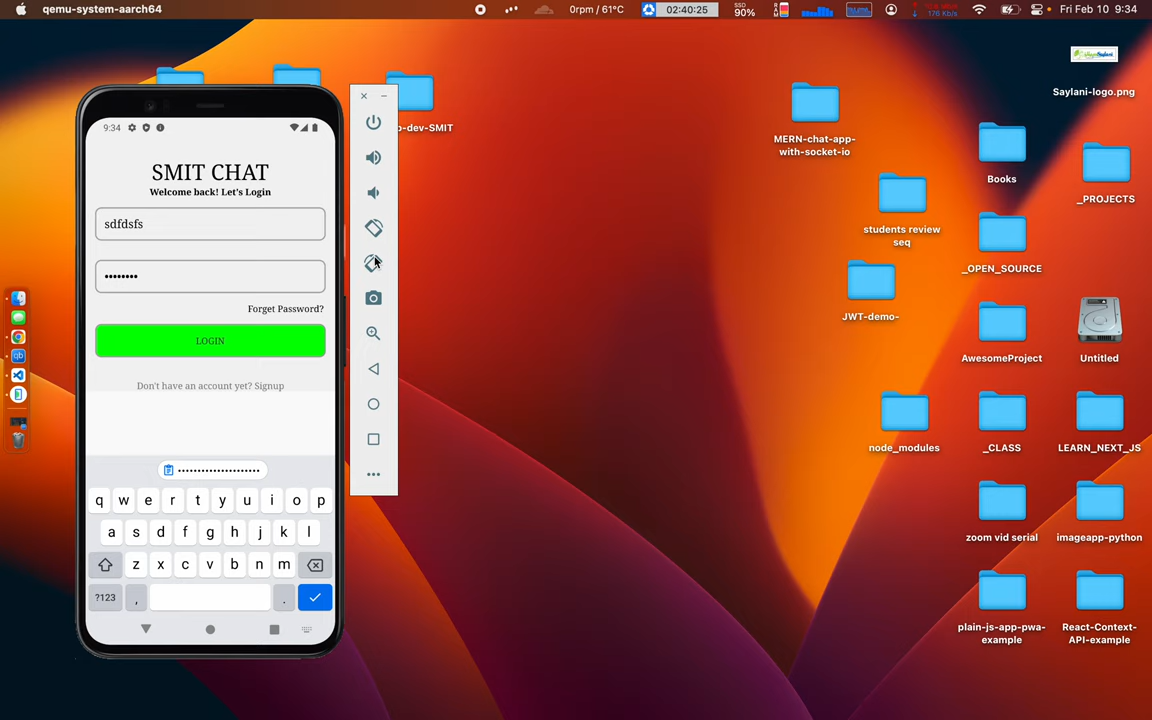 qemu-system-aarch64
0rpm / 61°C
02:40:25
SSD
90%
Fri Feb 10 9:34
Saylani-logo.png
9:34
SMIT CHAT
Welcome back! Let's Login
sdfdsfs
••••••••
Forget Password?
LOGIN
Don't have an account yet? Signup
q w e r t y u i o p
a s d f g h j k l
z x c v b n m
?123 , .
b-dev-SMIT
MERN-chat-app-
with-socket-io
Books
_PROJECTS
students review
seq
_OPEN_SOURCE
JWT-demo-
AwesomeProject
Untitled
node_modules
_CLASS
LEARN_NEXT_JS
zoom vid serial
imageapp-python
plain-js-app-pwa-
example
React-Context-
API-example